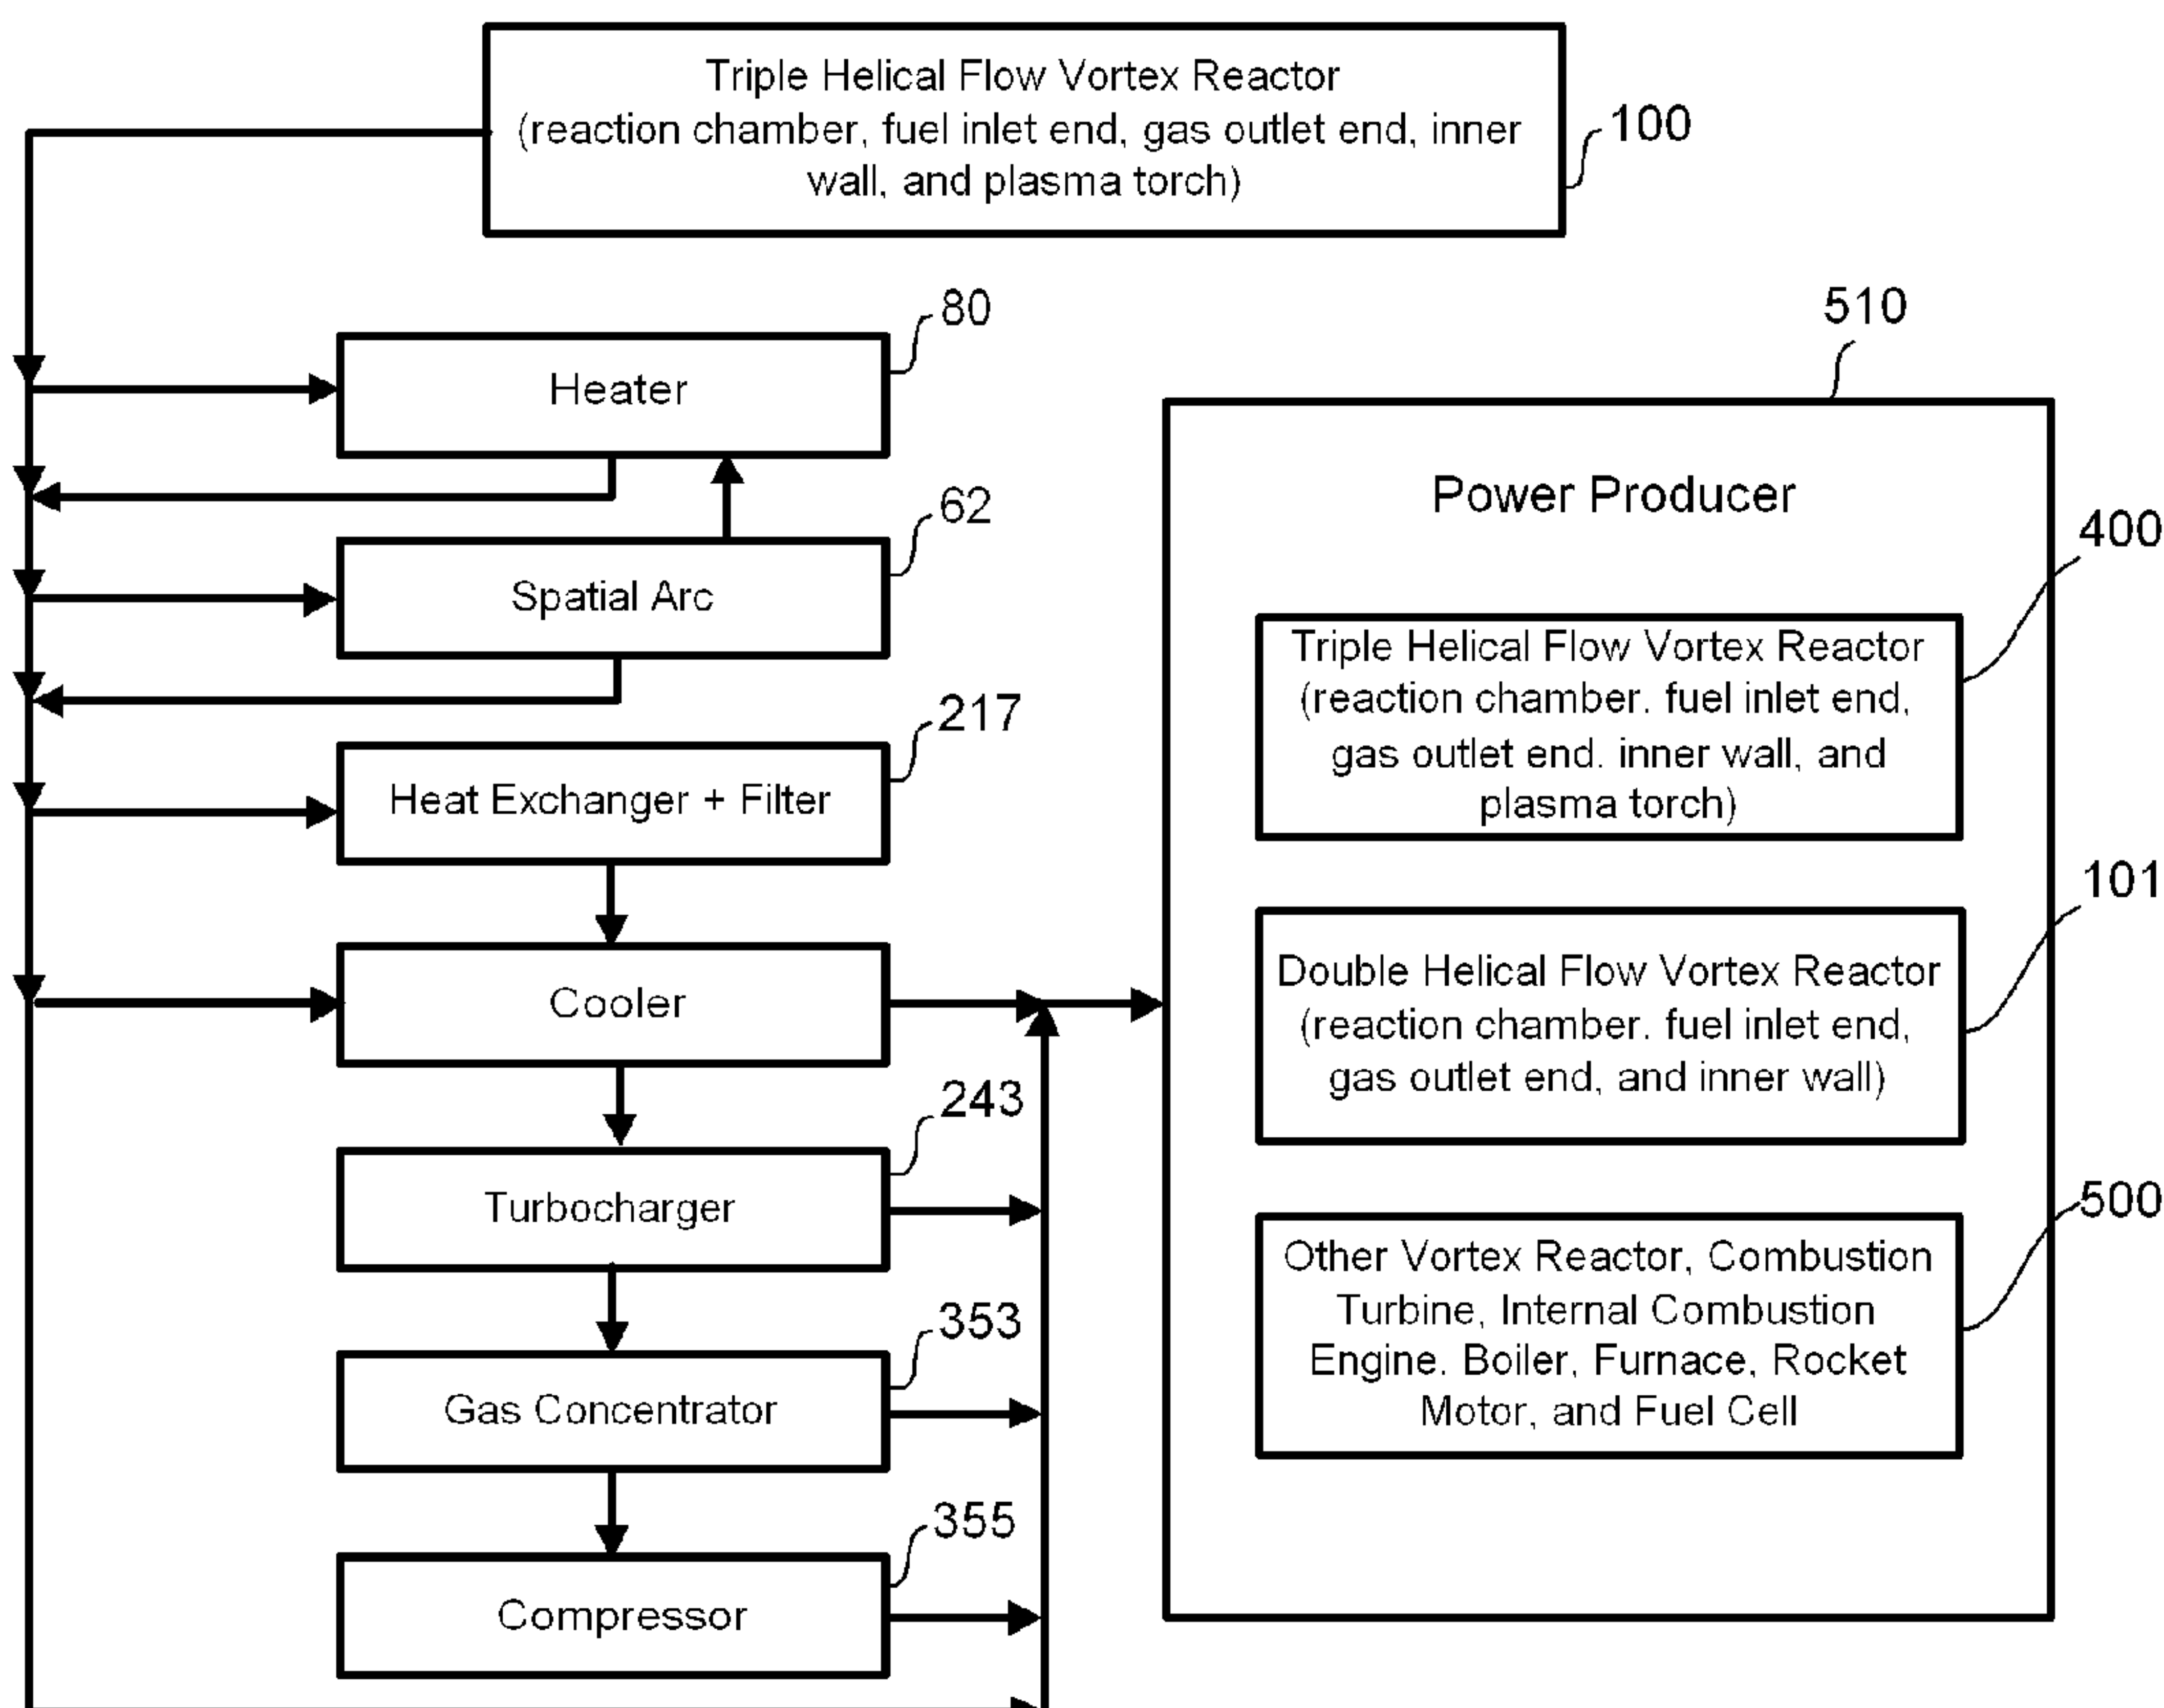 Triple Helical Flow Vortex Reactor
(reaction chamber, fuel inlet end, gas outlet end, inner
wall, and plasma torch)
100
80
Heater
62
Spatial Arc
217
Heat Exchanger + Filter
Cooler
243
Turbocharger
353
Gas Concentrator
355
Compressor
510
Power Producer
400
Triple Helical Flow Vortex Reactor
(reaction chamber. fuel inlet end,
gas outlet end. inner wall, and
plasma torch)
101
Double Helical Flow Vortex Reactor
(reaction chamber. fuel inlet end,
gas outlet end, and inner wall)
500
Other Vortex Reactor, Combustion
Turbine, Internal Combustion
Engine. Boiler, Furnace, Rocket
Motor, and Fuel Cell